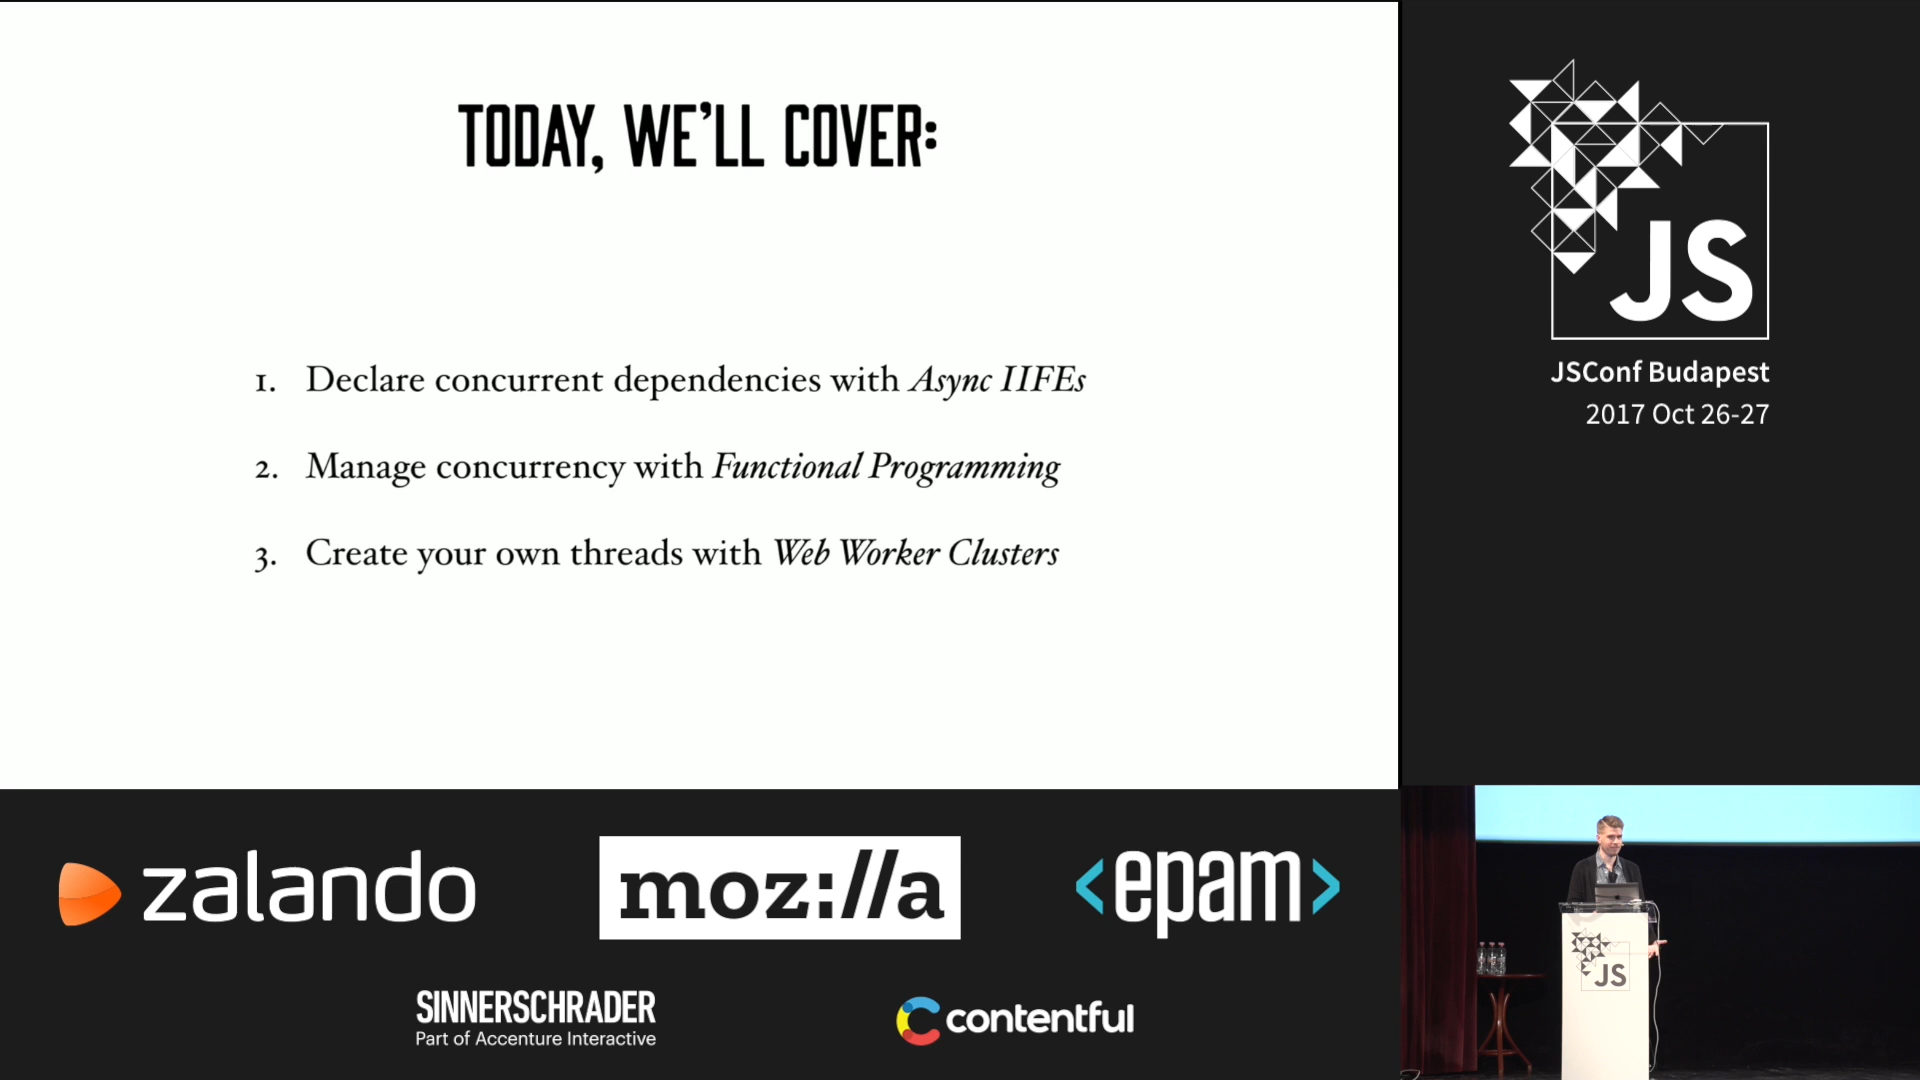 TODAY, WE'LL COVER:
1. Declare concurrent dependencies with Async IIFEs
2. Manage concurrency with Functional Programming
3. Create your own threads with Web Worker Clusters
JS
JSConf Budapest
2017 Oct 26-27
zalando
moz://a
<epam>
SINNERSCHRADER
Part of Accenture Interactive
contentful
JS